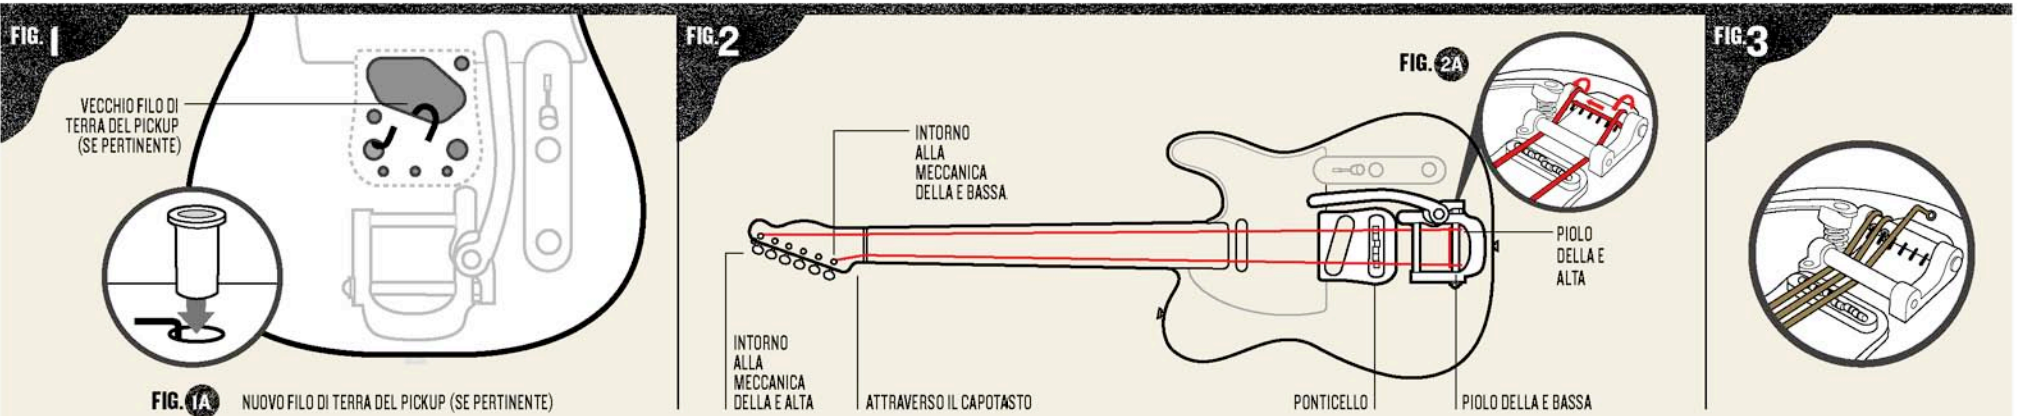 FIG. 1
VECCHIO FILO DI
TERRA DEL PICKUP
(SE PERTINENTE)
FIG. 1A
NUOVO FILO DI TERRA DEL PICKUP (SE PERTINENTE)
FIG. 2
INTORNO
ALLA
MECCANICA
DELLA E BASSA
INTORNO
ALLA
MECCANICA
DELLA E ALTA
ATTRAVERSO IL CAPOTASTO
PONTICELLO
PIOLO DELLA E BASSA
PIOLO
DELLA E
ALTA
FIG. 2A
FIG. 3